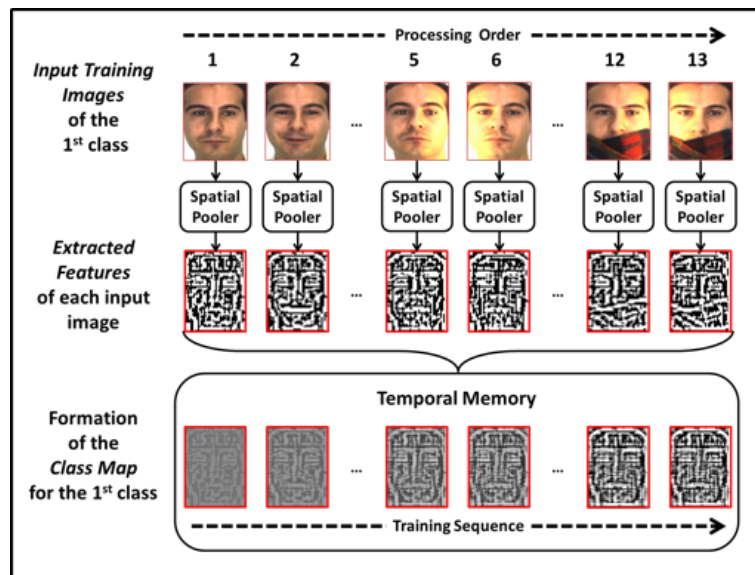 Processing Order
1 2 5 6 12 13
Input Training
Images
of the
1st class
... ...
Spatial Pooler Spatial Pooler Spatial Pooler Spatial Pooler Spatial Pooler Spatial Pooler
Extracted
Features
of each input
image
... ...
Temporal Memory
Formation
of the
Class Map
for the 1st class
... ...
Training Sequence